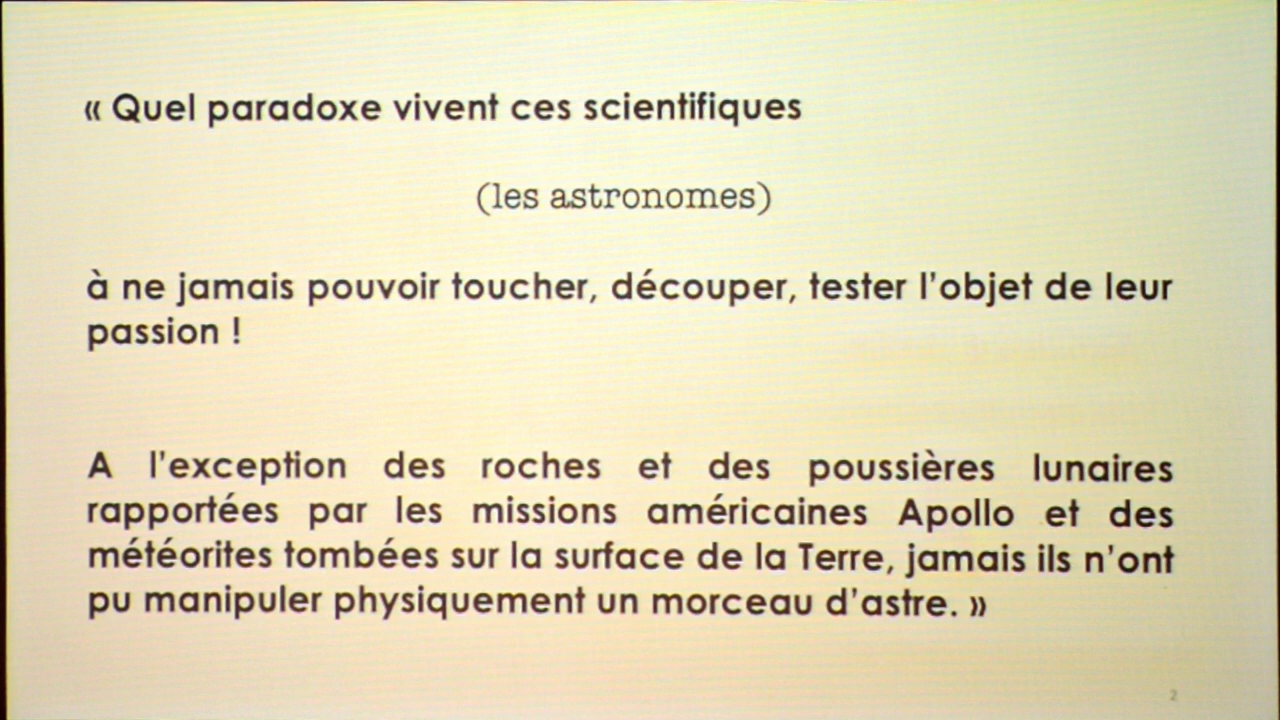 « Quel paradoxe vivent ces scientifiques
(les astronomes)
à ne jamais pouvoir toucher, découper, tester l'objet de leur
passion !
A l'exception des roches et des poussières lunaires
rapportées par les missions américaines Apollo et des
météorites tombées sur la surface de la Terre, jamais ils n'ont
pu manipuler physiquement un morceau d'astre. »
2